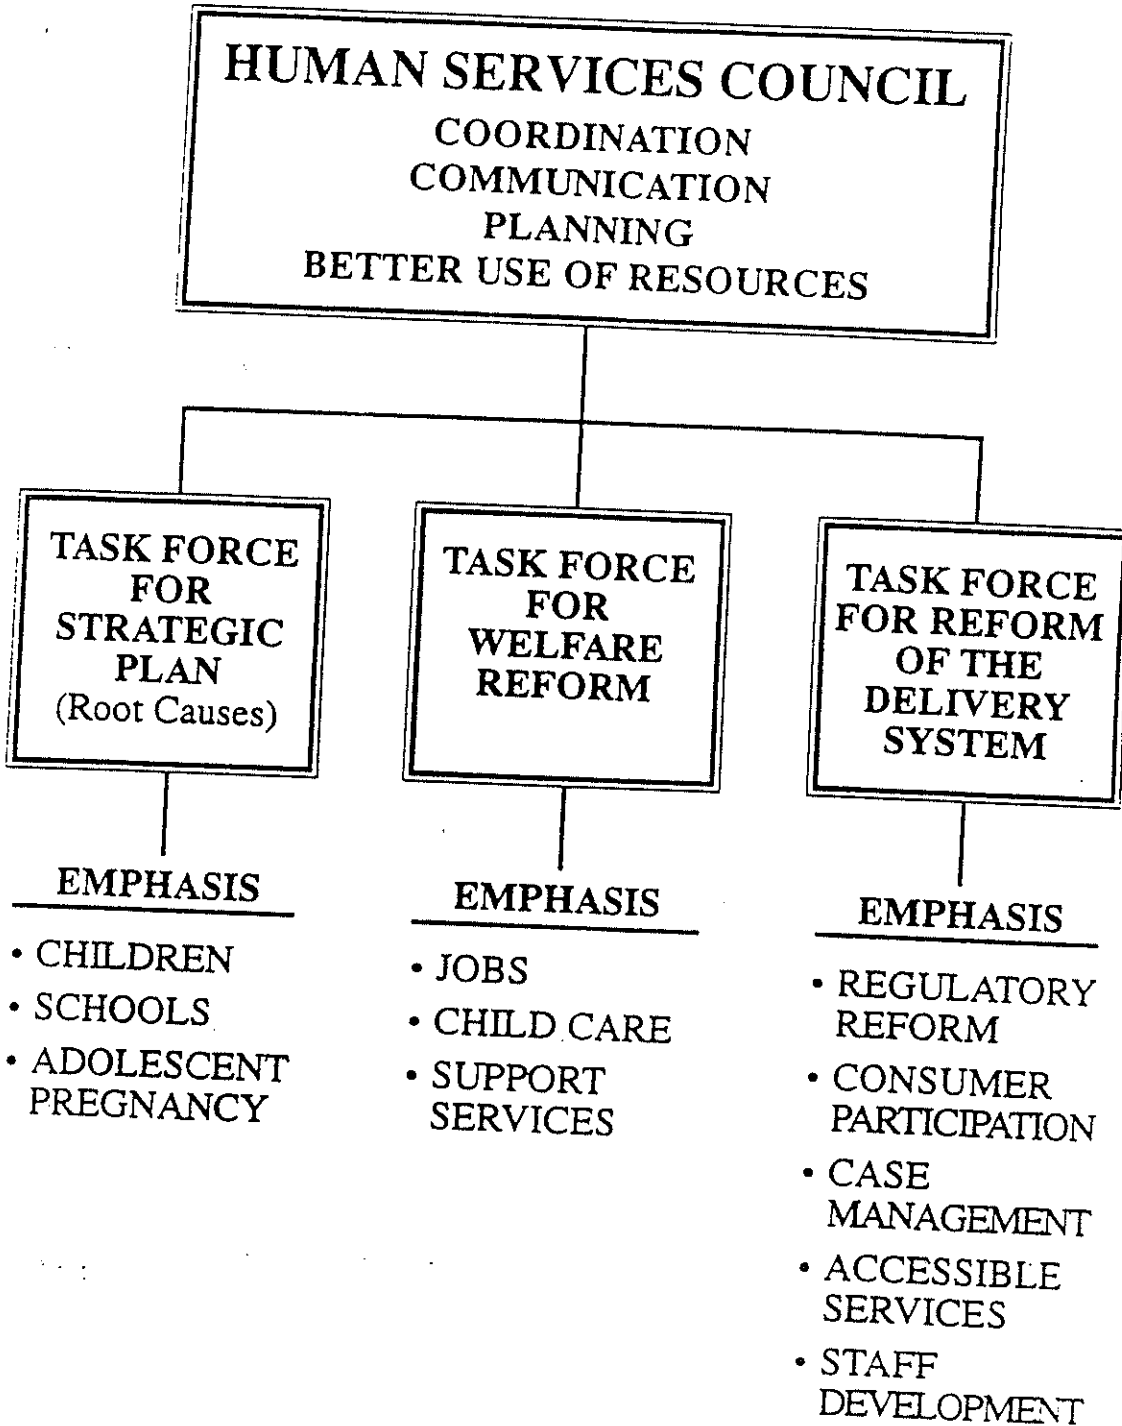 HUMAN SERVICES COUNCIL
COORDINATION
COMMUNICATION
PLANNING
BETTER USE OF RESOURCES
TASK FORCE
FOR
STRATEGIC
PLAN
(Root Causes)
EMPHASIS
• CHILDREN
• SCHOOLS
• ADOLESCENT
PREGNANCY
TASK FORCE
FOR
WELFARE
REFORM
EMPHASIS
• JOBS
• CHILD CARE
• SUPPORT
SERVICES
TASK FORCE
FOR REFORM
OF THE
DELIVERY
SYSTEM
EMPHASIS
• REGULATORY
REFORM
• CONSUMER
PARTICIPATION
• CASE
MANAGEMENT
• ACCESSIBLE
SERVICES
• STAFF
DEVELOPMENT